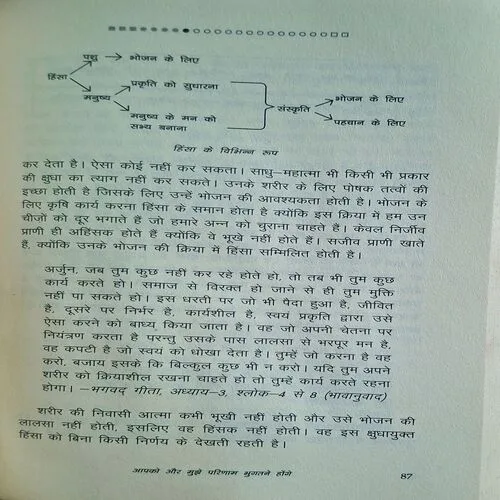 पशु → भोजन के लिए
हिंसा
मनुष्य
प्रकृति को सुधारना
मनुष्य के मन को
सभ्य बनाना
संस्कृति
भोजन के लिए
पहचान के लिए
हिंसा के विभिन्न रूप
कर देता है। ऐसा कोई नहीं कर सकता। साधु–महात्मा भी किसी भी प्रकार
की क्षुधा का त्याग नहीं कर सकते। उनके शरीर के लिए पोषक तत्वों की
इच्छा होती है जिसके लिए उन्हें भोजन की आवश्यकता होती है। भोजन के
लिए कृषि कार्य करना हिंसा के समान होता है क्योंकि इस क्रिया में हम उन
चीजों को दूर भगाते हैं जो हमारे अन्न को चुराना चाहते हैं। केवल निर्जीव
प्राणी ही अहिंसक होते हैं क्योंकि वे भूखे नहीं होते हैं। सजीव प्राणी खाते
हैं, क्योंकि उनके भोजन की क्रिया में हिंसा सम्मिलित होती है।
अर्जुन, जब तुम कुछ नहीं कर रहे होते हो, तो तब भी तुम कुछ
कार्य करते हो। समाज से विरक्त हो जाने से ही तुम मुक्ति
नहीं पा सकते हो। इस धरती पर जो भी पैदा हुआ है, जीवित
है, दूसरे पर निर्भर है, कार्यशील है, स्वयं प्रकृति द्वारा उसे
ऐसा करने को बाध्य किया जाता है। वह जो अपनी चेतना पर
नियंत्रण करता है परन्तु उसके पास लालसा से भरपूर मन है,
वह कपटी है जो स्वयं को धोखा देता है। तुम्हें जो करना है वह
करो, बजाय इसके कि बिल्कुल कुछ भी न करो। यदि तुम अपने
शरीर को क्रियाशील रखना चाहते हो तो तुम्हें कार्य करते रहना
होगा। –भगवद् गीता, अध्याय–3, श्लोक–4 से 8 (भावानुवाद)
शरीर की निवासी आत्मा कभी भूखी नहीं होती और उसे भोजन की
लालसा नहीं होती, इसलिए वह हिंसक नहीं होती। वह इस क्षुधायुक्त
हिंसा को बिना किसी निर्णय के देखती रहती है।
आपको और मुझे परिणाम भुगतने होंगे
87